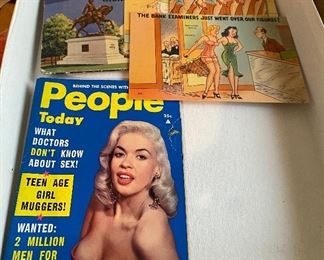 THE BANK EXAMINERS JUST WENT OVER OUR FIGURES!
BEHIND THE SCENES WITH
People
Today
25c
WHAT
DOCTORS
DON'T KNOW
ABOUT SEX!
TEEN AGE
GIRL
MUGGERS!
WANTED:
2 MILLION
MEN FOR